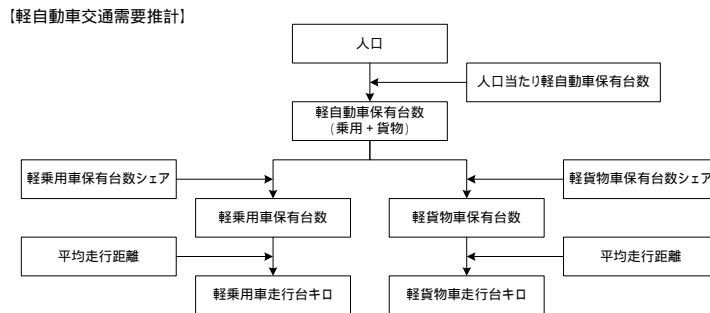 【軽自動車交通需要推計】
人口
人口当たり軽自動車保有台数
軽自動車保有台数
(乗用+貨物)
軽乗用車保有台数シェア
軽貨物車保有台数シェア
軽乗用車保有台数
軽貨物車保有台数
平均走行距離
平均走行距離
軽乗用車走行台キロ
軽貨物車走行台キロ